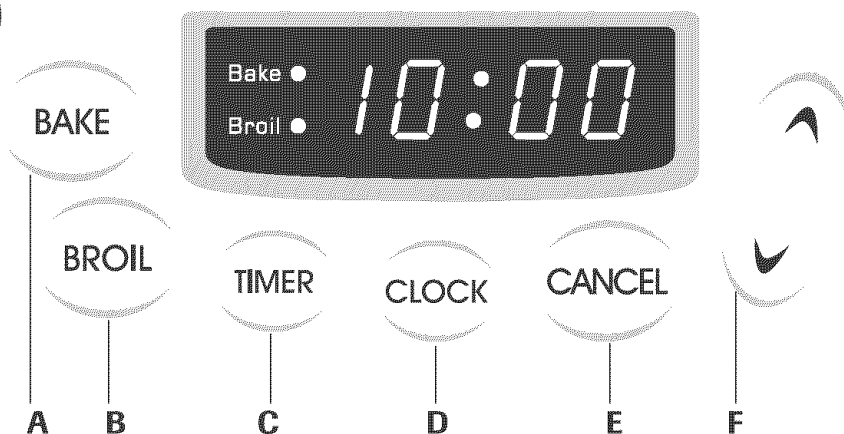 Bake
10:00
Broil
BAKE
BROIL
TIMER
CLOCK
CANCEL
A B C D E F